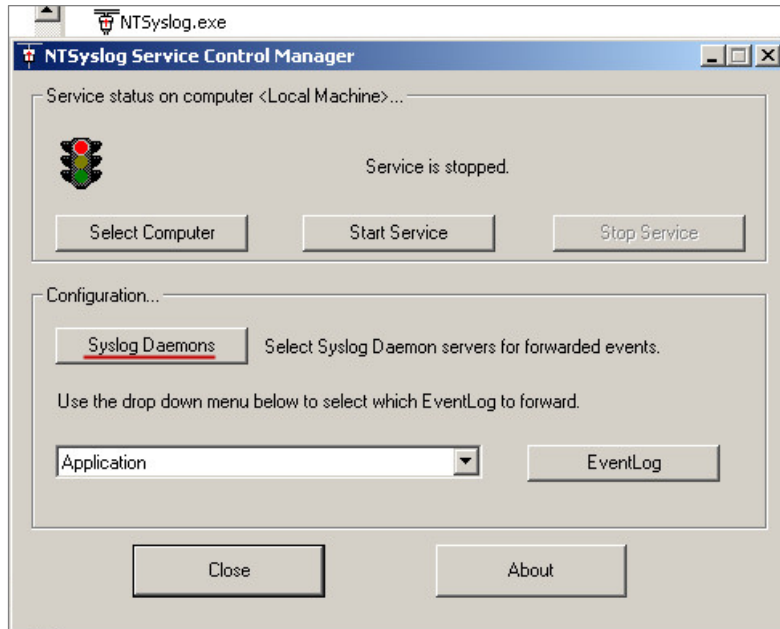 NTSyslog.exe
NTSyslog Service Control Manager
Service status on computer <Local Machine>...
Service is stopped.
Select Computer Start Service Stop Service
Configuration...
Syslog Daemons Select Syslog Daemon servers for forwarded events.
Use the drop down menu below to select which EventLog to forward.
Application EventLog
Close About